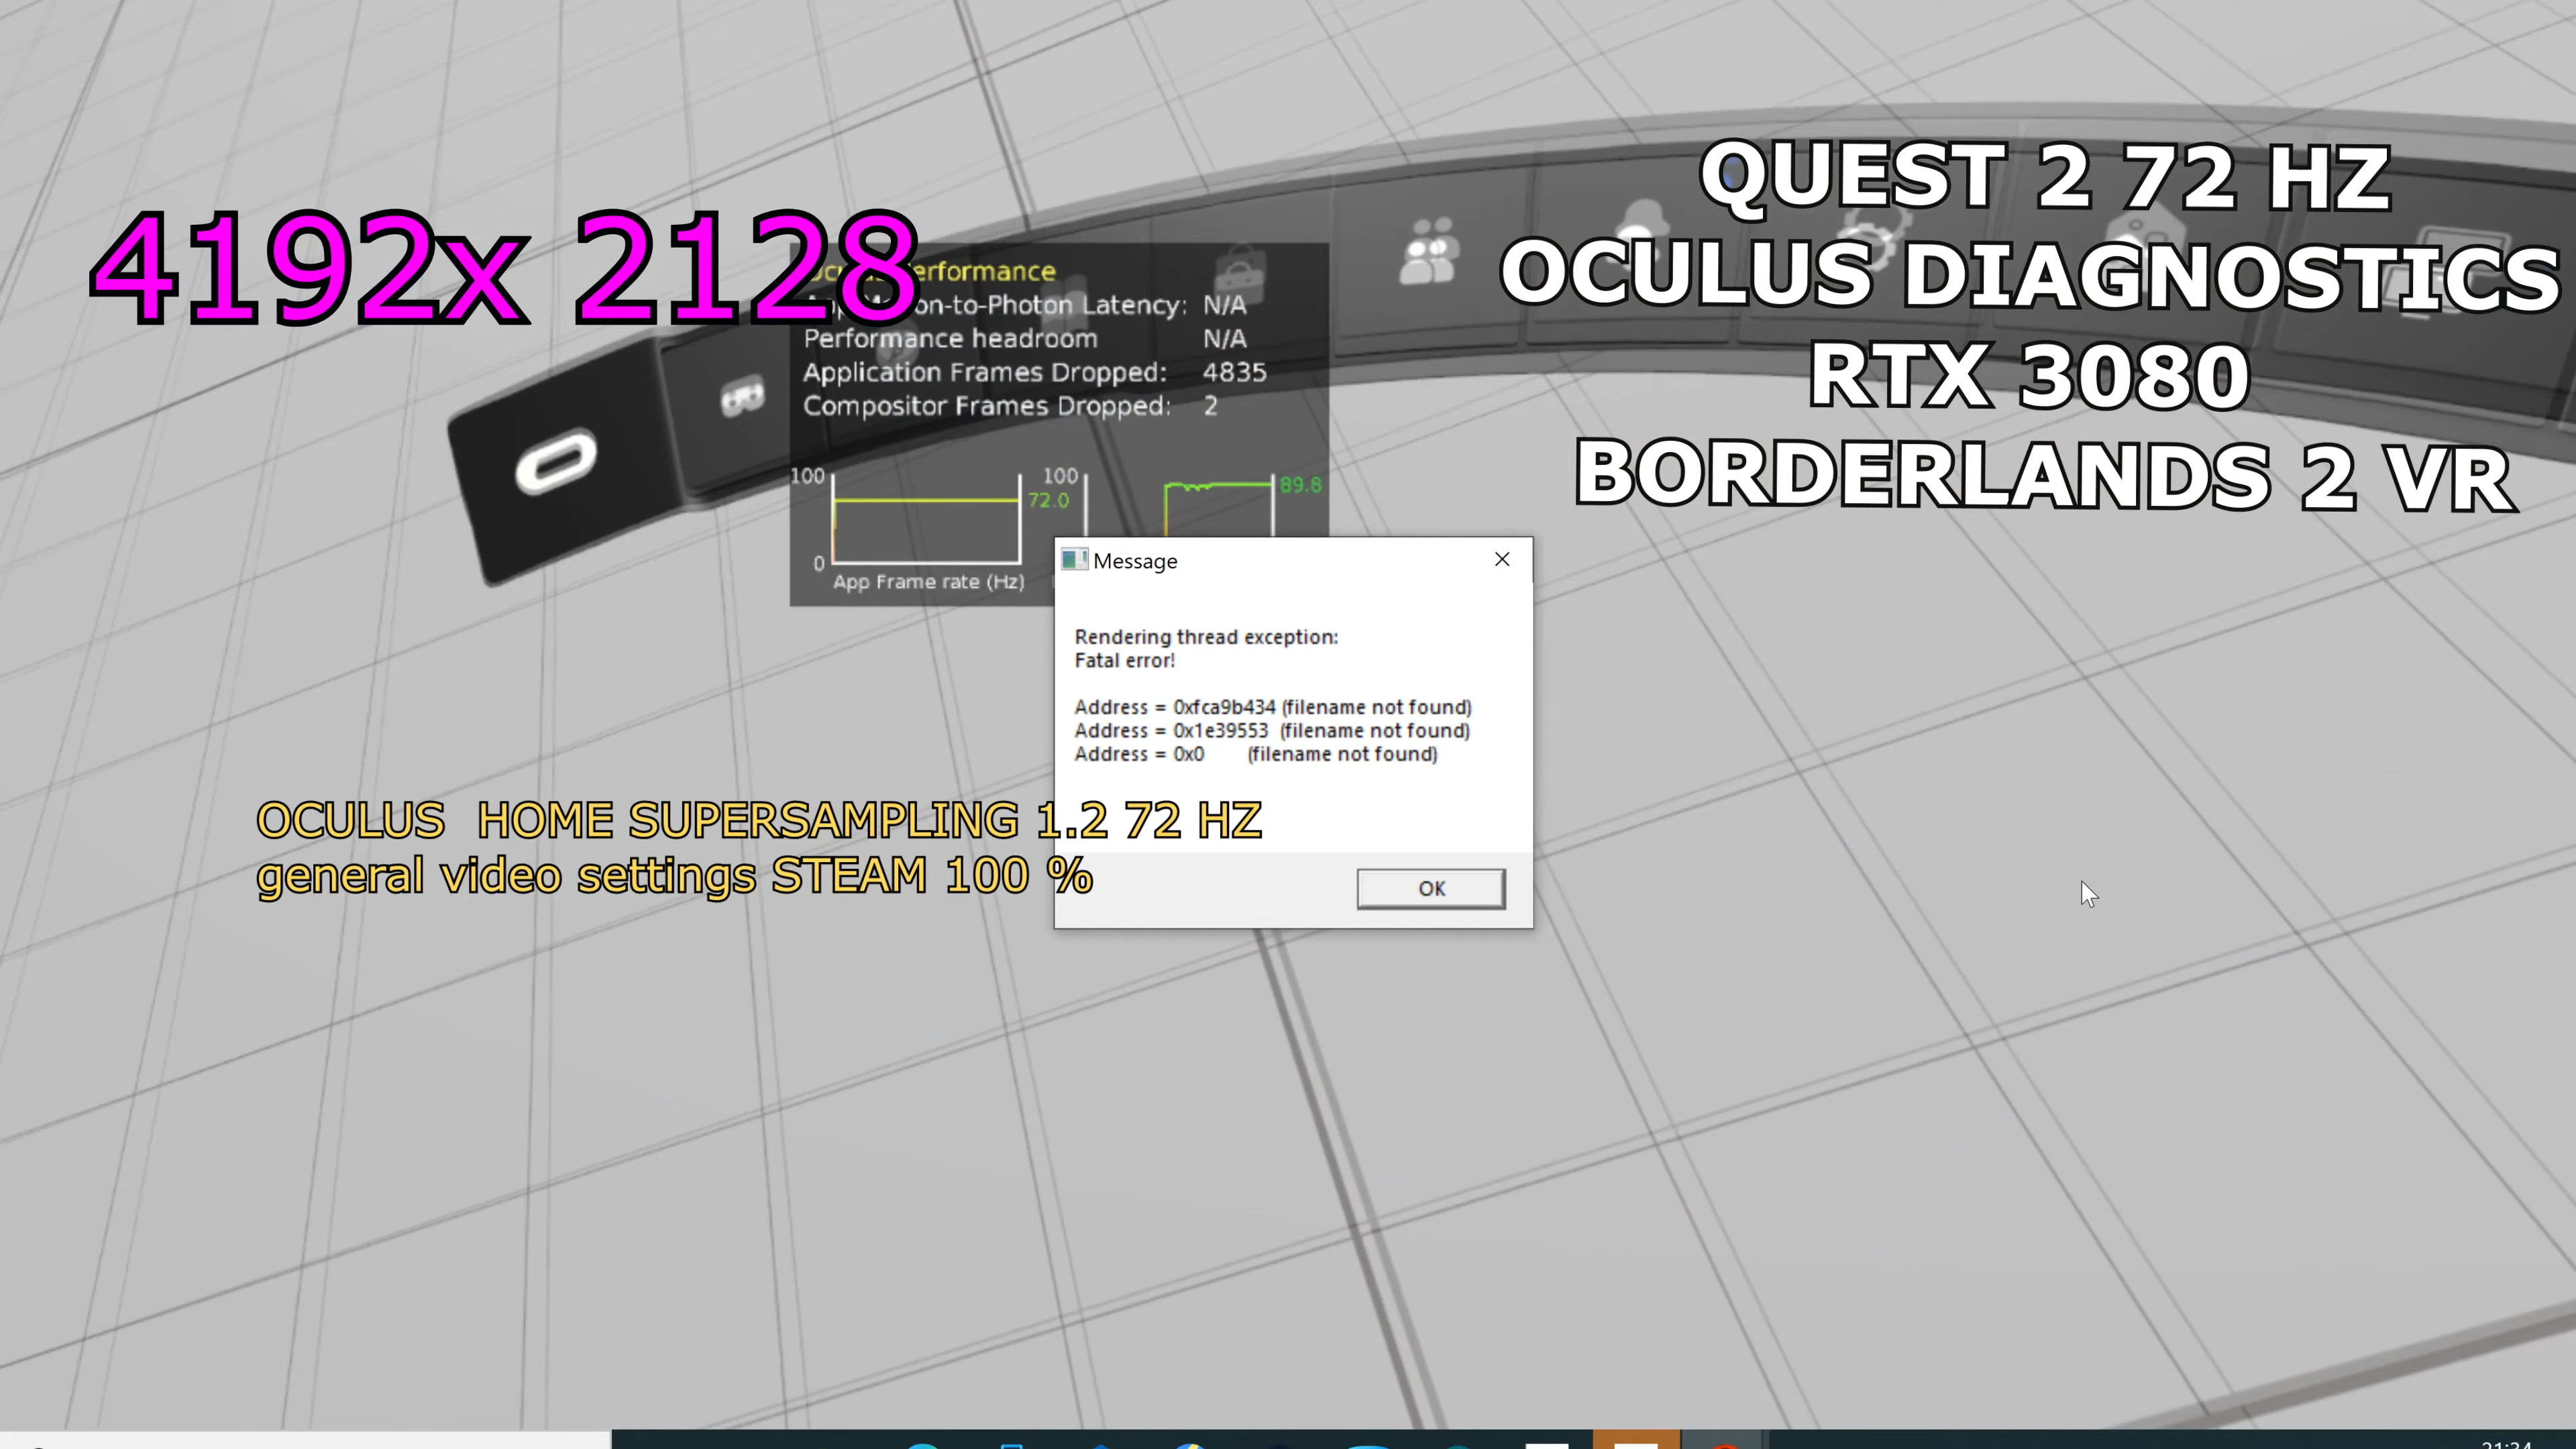 QUEST 2 72 HZ
OCULUS DIAGNOSTICS
RTX 3080
BORDERLANDS 2 VR
4192x 2128
erformance
on-to-Photon Latency: N/A
Performance headroom N/A
Application Frames Dropped: 4835
Compositor Frames Dropped: 2
100
72.0
0
App Frame rate (Hz)
100
89.8
Message
Rendering thread exception:
Fatal error!
Address = 0xfca9b434 (filename not found)
Address = 0x1e39553 (filename not found)
Address = 0x0 (filename not found)
OK
OCULUS HOME SUPERSAMPLING 1.2 72 HZ
general video settings STEAM 100 %